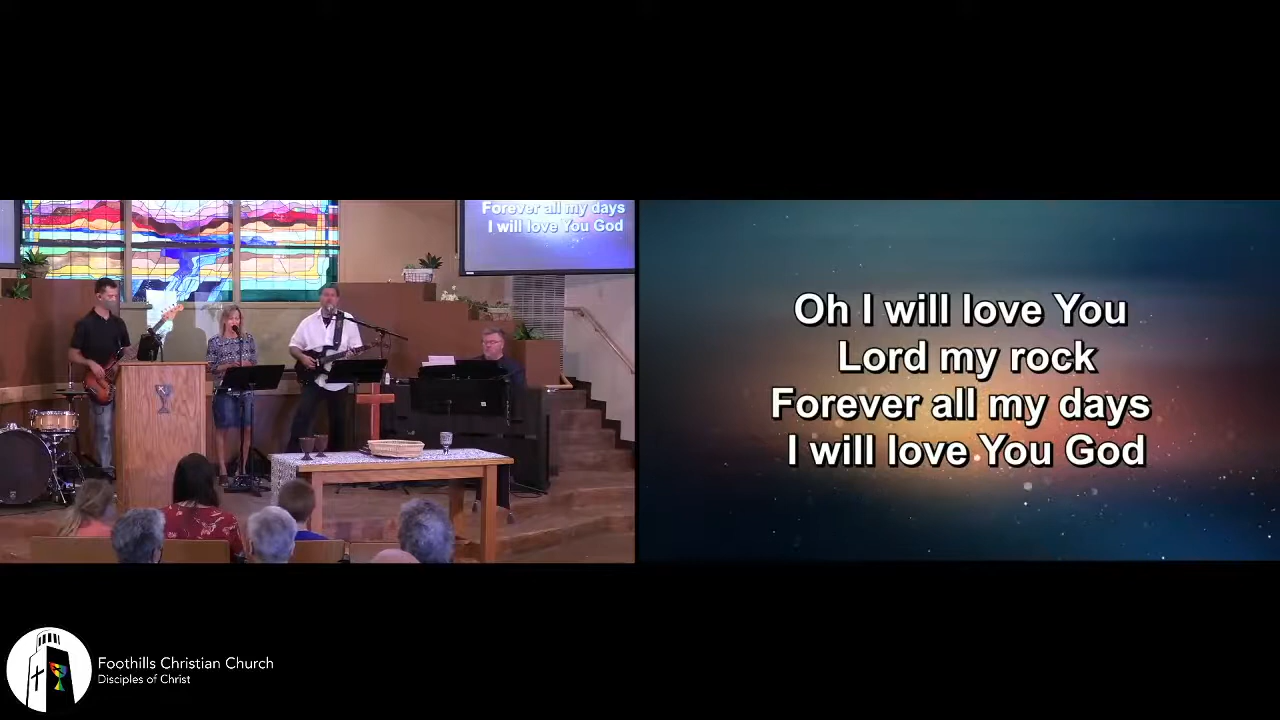 Forever all my days
I will love You God
Oh I will love You
Lord my rock
Forever all my days
I will love You God
Foothills Christian Church
Disciples of Christ